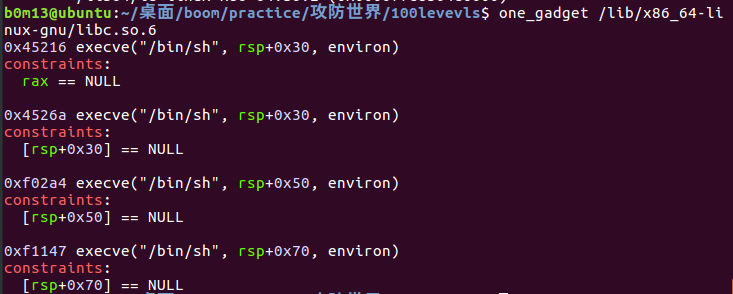 b0m13@ubuntu:~/桌面/boom/practice/攻防世界/100levevls$ one_gadget /lib/x86_64-li
nux-gnu/libc.so.6
0x45216 execve("/bin/sh", rsp+0x30, environ)
constraints:
  rax == NULL
0x4526a execve("/bin/sh", rsp+0x30, environ)
constraints:
  [rsp+0x30] == NULL
0xf02a4 execve("/bin/sh", rsp+0x50, environ)
constraints:
  [rsp+0x50] == NULL
0xf1147 execve("/bin/sh", rsp+0x70, environ)
constraints:
  [rsp+0x70] == NULL